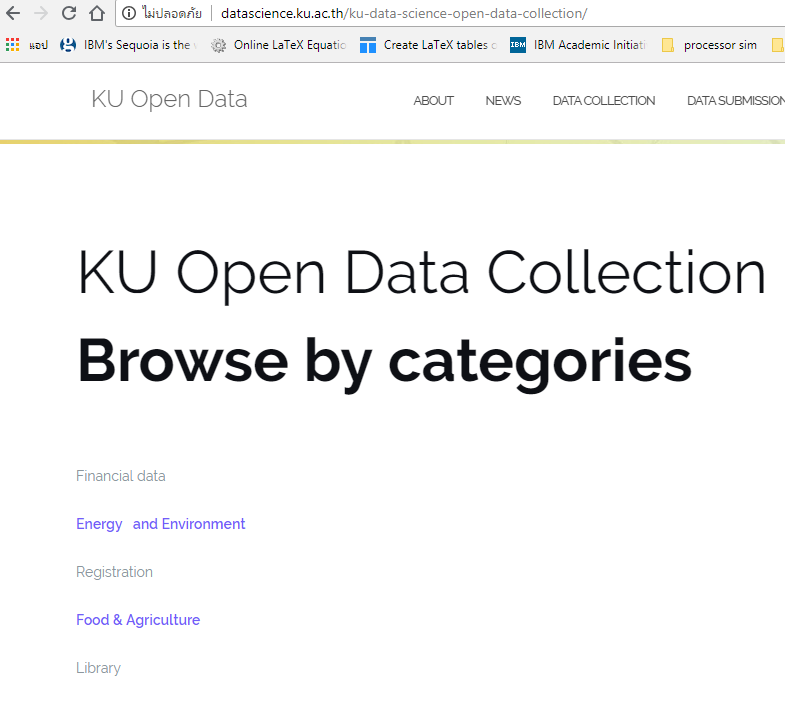 ไม่ปลอดภัย datascience.ku.ac.th/ku-data-science-open-data-collection/
แอป IBM's Sequoia is the Online LaTeX Equatio Create LaTeX tables IBM IBM Academic Initiati processor sim
KU Open Data ABOUT NEWS DATA COLLECTION DATA SUBMISSION
KU Open Data Collection
Browse by categories
Financial data
Energy and Environment
Registration
Food & Agriculture
Library